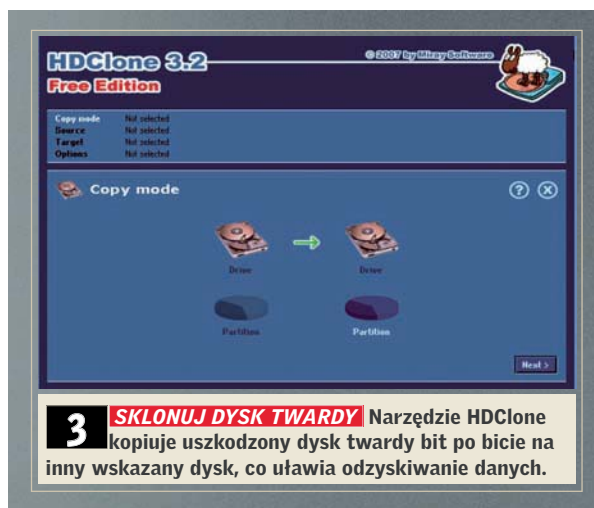 HDClone 3.2
© 2007 by Miray Software
Free Edition
Copy mode Not selected
Source Not selected
Target Not selected
Options Not selected
Copy mode
? X
Drive Drive
Partition Partition
Next >
3 SKLONUJ DYSK TWARDY Narzędzie HDClone
kopiuje uszkodzony dysk twardy bit po bicie na
inny wskazany dysk, co uławia odzyskiwanie danych.